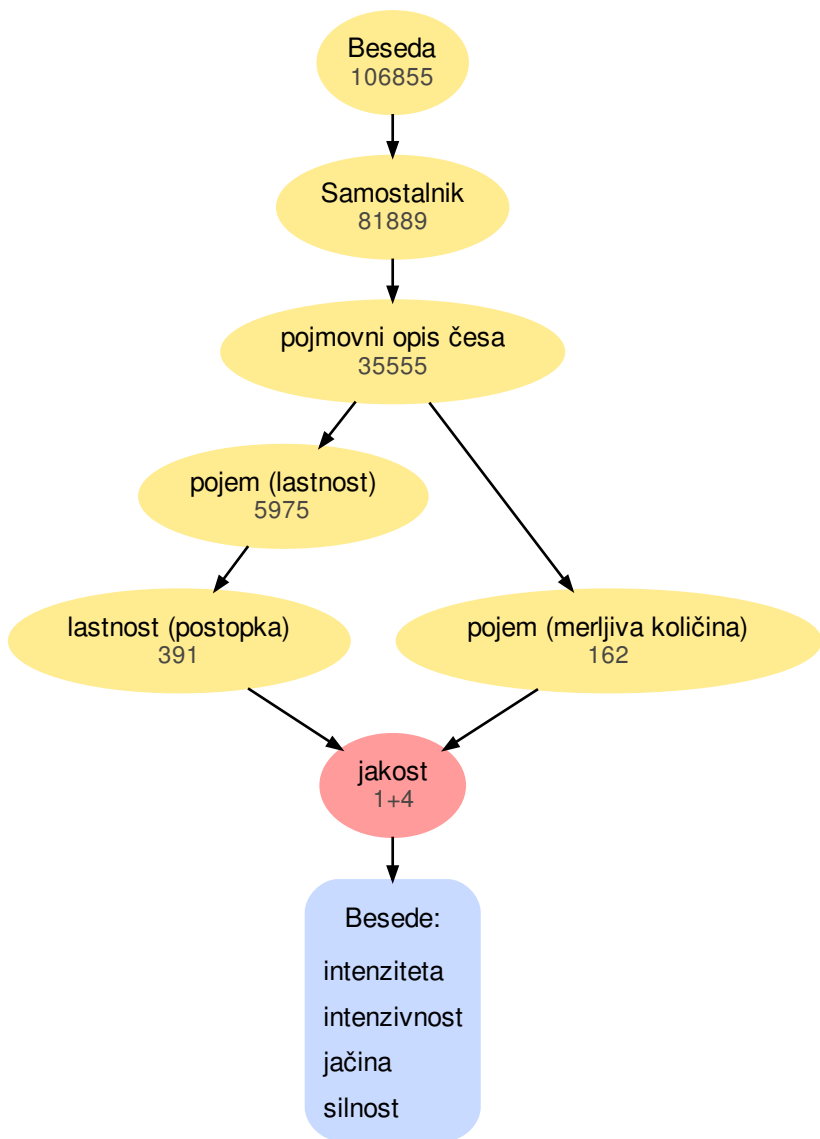 Beseda
106855
Samostalnik
81889
pojmovni opis česa
35555
pojem (lastnost)
5975
lastnost (postopka)
391
pojem (merljiva količina)
162
jakost
1+4
Besede:
intenziteta
intenzivnost
jačina
silnost